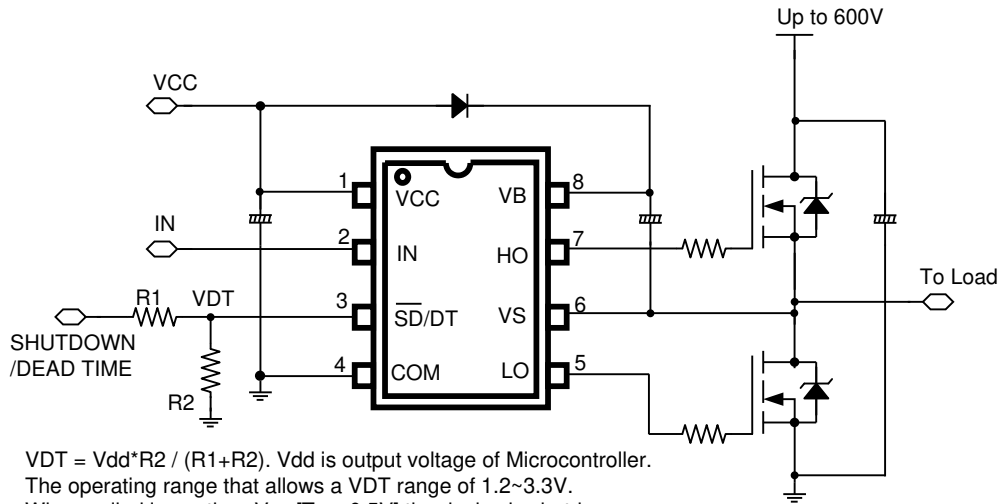 Up to 600V
VCC
1
VCC
VB
8
IN
2
IN
HO
7
To Load
R1
VDT
3
SD/DT
VS
6
SHUTDOWN
/DEAD TIME
4
COM
LO
5
R2
VDT = Vdd*R2 / (R1+R2). Vdd is output voltage of Microcontroller.
The operating range that allows a VDT range of 1.2~3.3V.